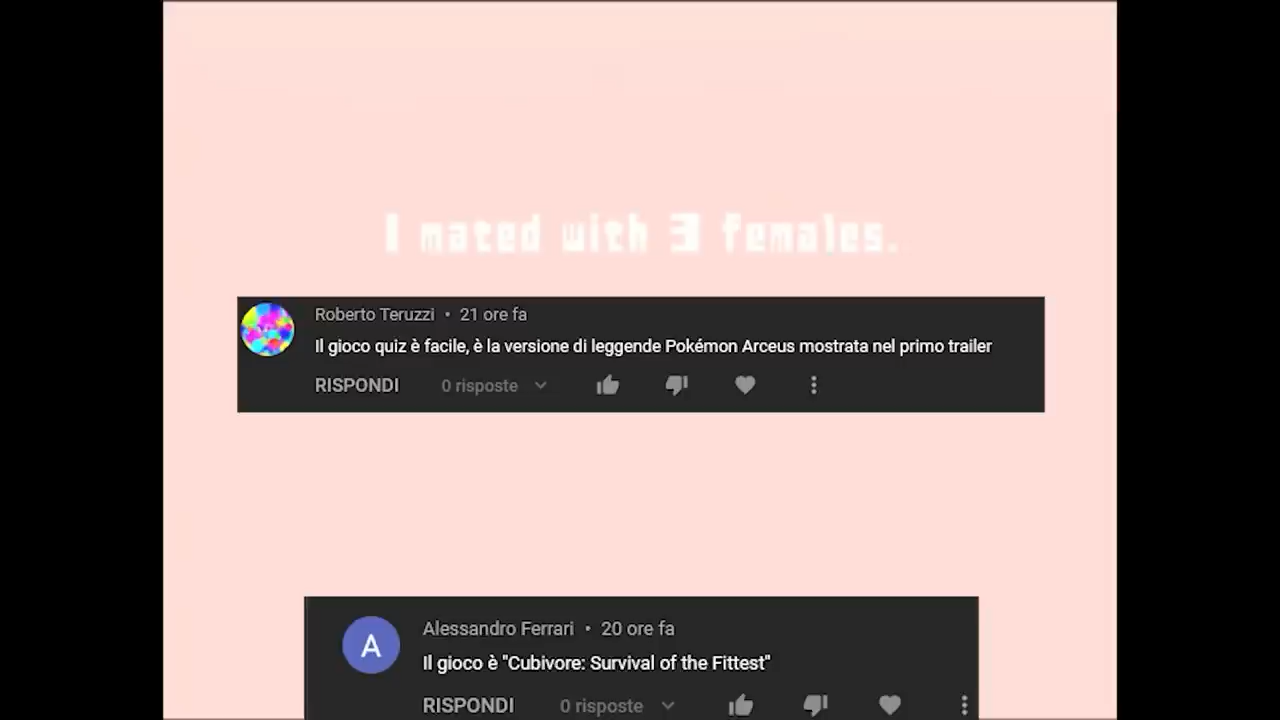 I mated with 3 females.
Roberto Teruzzi • 21 ore fa
Il gioco quiz è facile, è la versione di leggende Pokémon Arceus mostrata nel primo trailer
RISPONDI 0 risposte
A
Alessandro Ferrari • 20 ore fa
Il gioco è "Cubivore: Survival of the Fittest"
RISPONDI 0 risposte